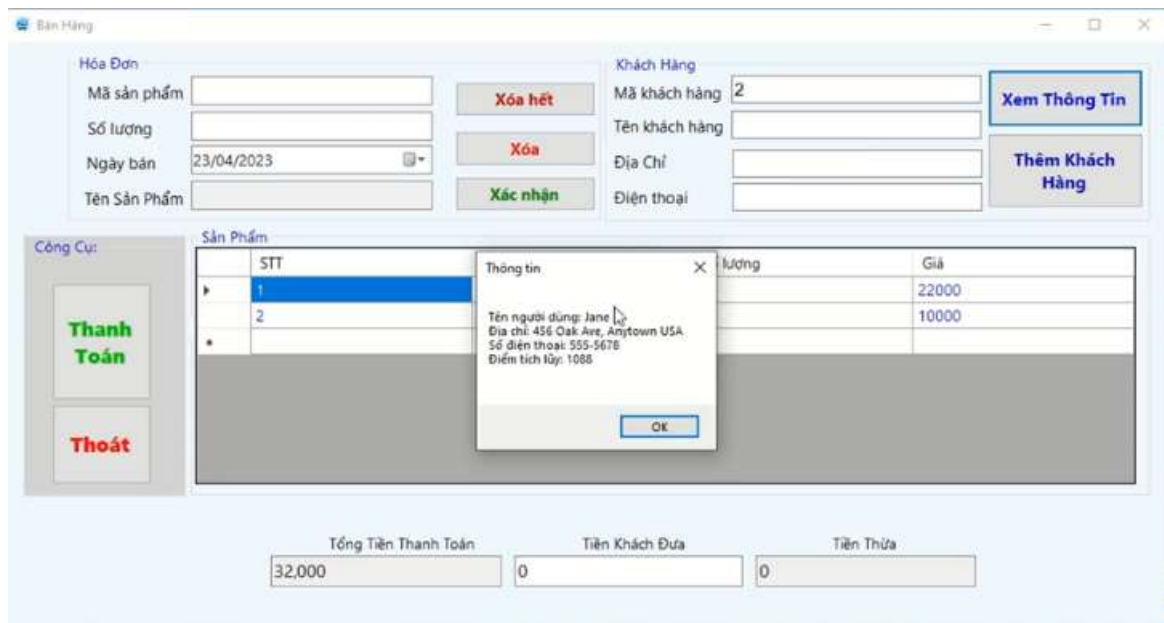 Bán Hàng
Hóa Đơn
Mã sản phẩm
Số lượng
Ngày bán 23/04/2023
Tên Sản Phẩm
Xóa hết
Xóa
Xác nhận
Khách Hàng
Mã khách hàng 2
Tên khách hàng
Địa Chỉ
Điện thoại
Xem Thông Tin
Thêm Khách
Hàng
Công Cụ:
Thanh
Toán
Thoát
Sản Phẩm
STT lượng Giá
1 22000
2 10000
Thông tin
Tên người dùng: Jane
Địa chỉ: 456 Oak Ave, Anytown USA
Số điện thoại: 555-5678
Điểm tích lũy: 1088
OK
Tổng Tiền Thanh Toán Tiền Khách Đưa Tiền Thừa
32,000 0 0